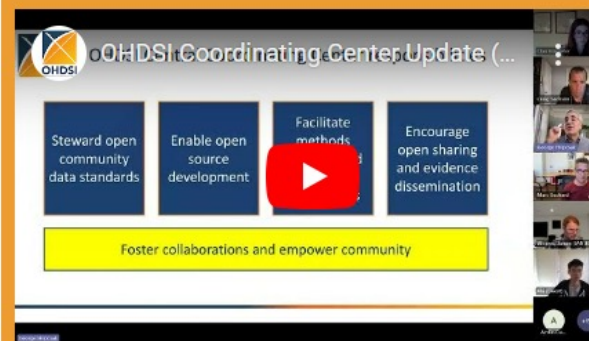 OHDSI Coordinating Center Update (...
OHDSI
Steward open
community
data standards
Enable open
source
development
Facilitate
methods
Encourage
open sharing
and evidence
dissemination
Foster collaborations and empower community
A